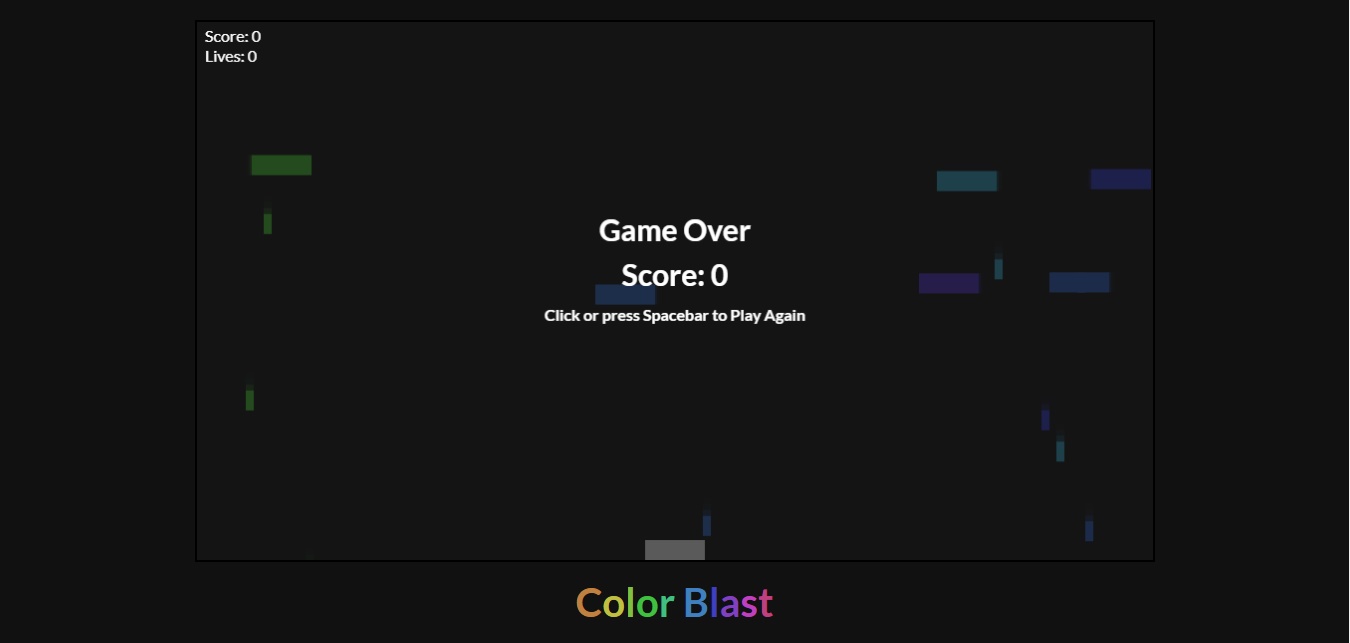 Score: 0
Lives: 0
Game Over
Score: 0
Click or press Spacebar to Play Again
Color Blast